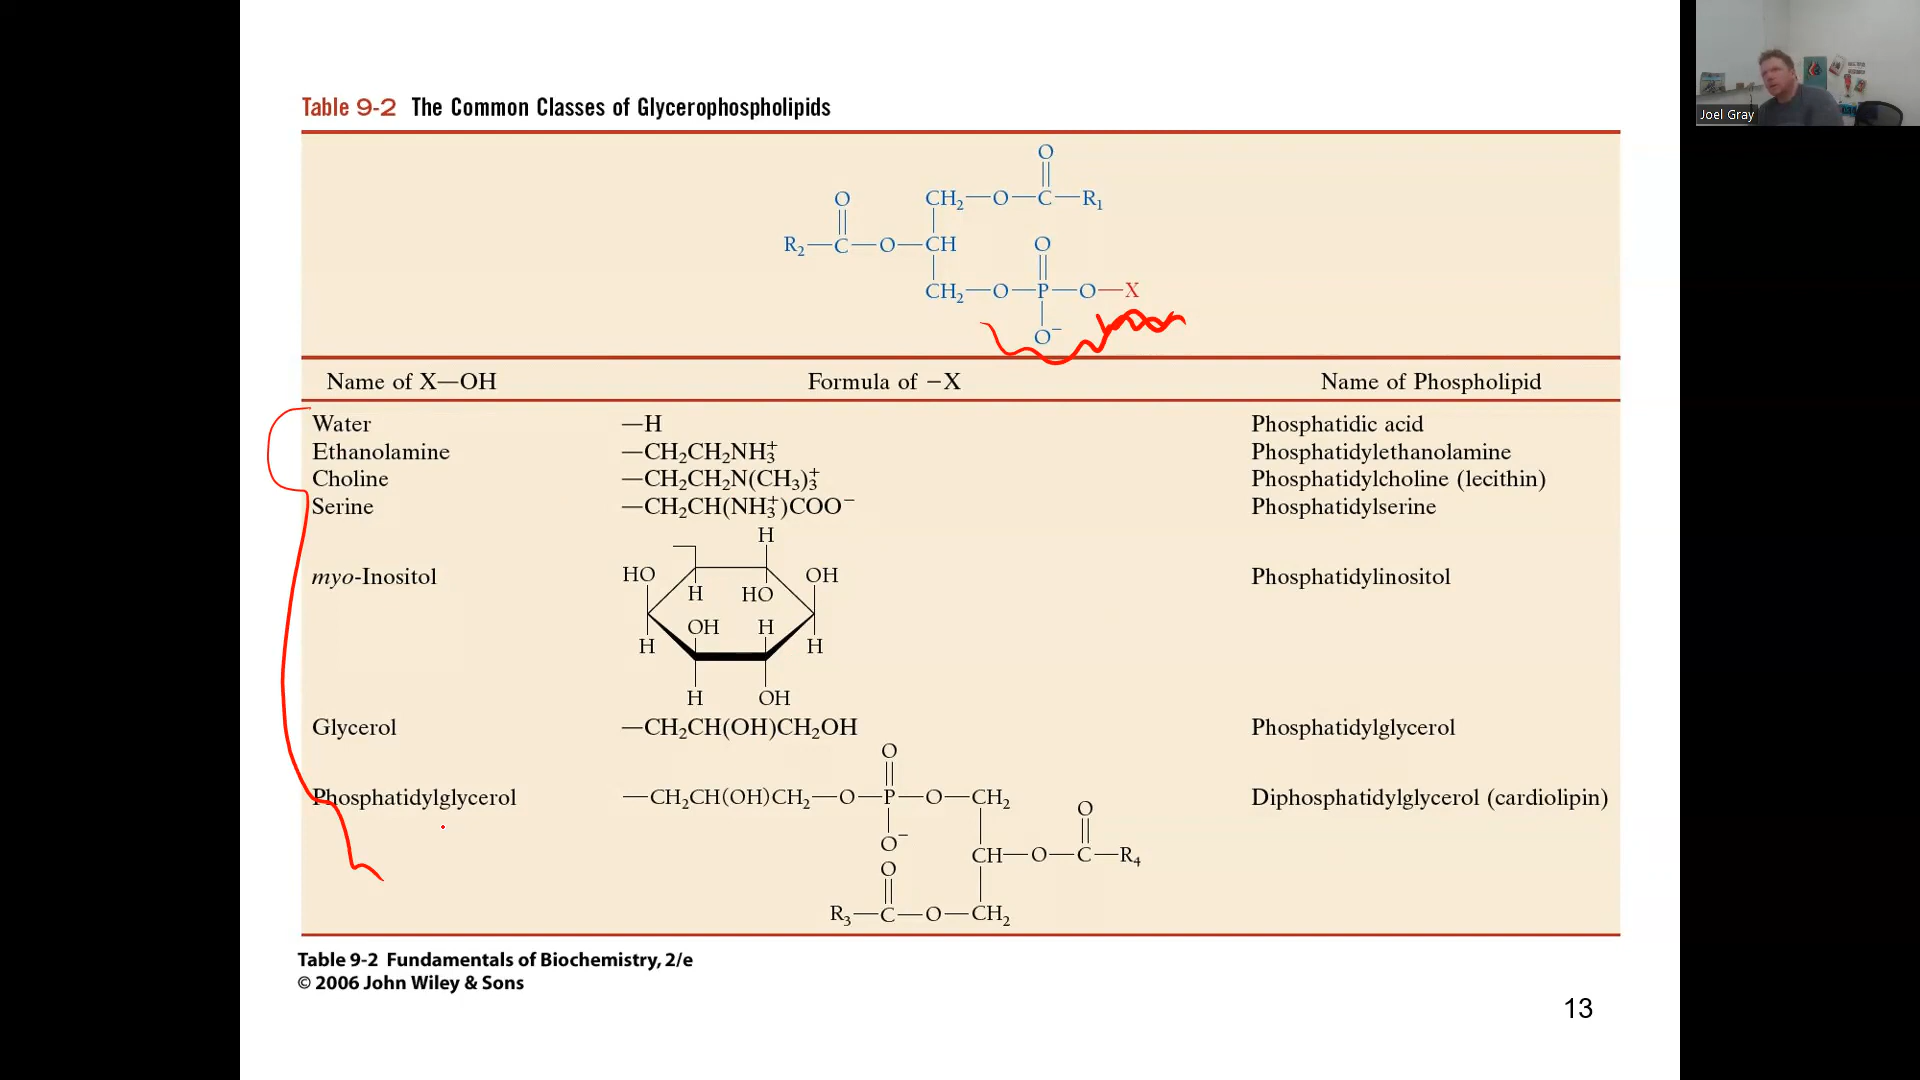 Joel Gray
Table 9-2 The Common Classes of Glycerophospholipids
O
O CH₂—O—C—R₁
R₂—C—O—CH O
CH₂—O—P—O—X
O⁻
Name of X—OH Formula of —X Name of Phospholipid
Water —H Phosphatidic acid
Ethanolamine —CH₂CH₂NH₃⁺ Phosphatidylethanolamine
Choline —CH₂CH₂N(CH₃)₃⁺ Phosphatidylcholine (lecithin)
Serine —CH₂CH(NH₃⁺)COO⁻ Phosphatidylserine
H
myo-Inositol HO OH Phosphatidylinositol
H HO
OH H
H H
H OH
Glycerol —CH₂CH(OH)CH₂OH Phosphatidylglycerol
O
Phosphatidylglycerol —CH₂CH(OH)CH₂—O—P—O—CH₂ Diphosphatidylglycerol (cardiolipin)
O
O⁻
CH—O—C—R₄
O
R₃—C—O—CH₂
Table 9-2 Fundamentals of Biochemistry, 2/e
© 2006 John Wiley & Sons
13